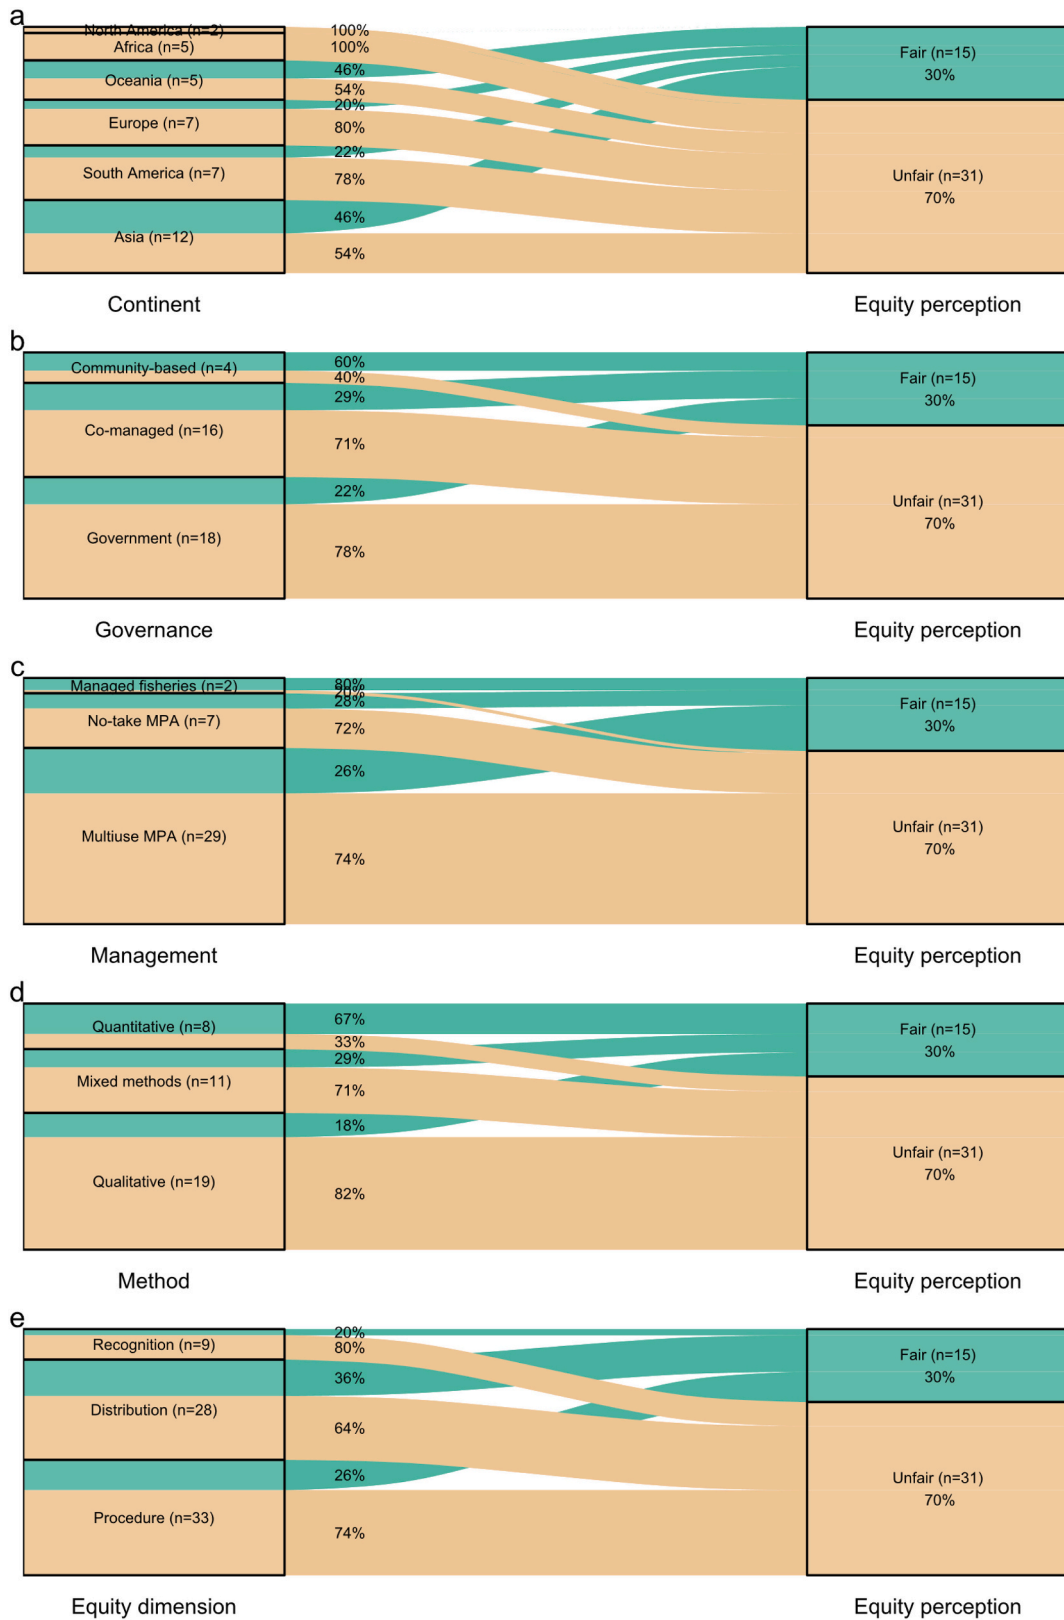 a
North America (n=2)
100%
Africa (n=5)
100%
Oceania (n=5)
46%
54%
Europe (n=7)
20%
80%
South America (n=7)
22%
78%
Asia (n=12)
46%
54%
Fair (n=15)
30%
Unfair (n=31)
70%
Continent
Equity perception
b
Community-based (n=4)
60%
40%
Co-managed (n=16)
29%
71%
Government (n=18)
22%
78%
Fair (n=15)
30%
Unfair (n=31)
70%
Governance
Equity perception
c
Managed fisheries (n=2)
80%
20%
No-take MPA (n=7)
28%
72%
Multiuse MPA (n=29)
26%
74%
Fair (n=15)
30%
Unfair (n=31)
70%
Management
Equity perception
d
Quantitative (n=8)
67%
33%
Mixed methods (n=11)
29%
71%
Qualitative (n=19)
18%
82%
Fair (n=15)
30%
Unfair (n=31)
70%
Method
Equity perception
e
Recognition (n=9)
20%
80%
Distribution (n=28)
36%
64%
Procedure (n=33)
26%
74%
Fair (n=15)
30%
Unfair (n=31)
70%
Equity dimension
Equity perception